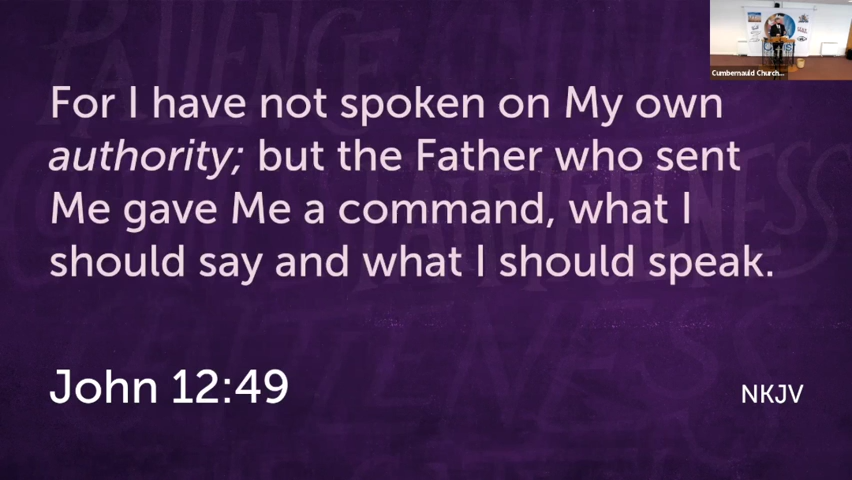 For I have not spoken on My own
authority; but the Father who sent
Me gave Me a command, what I
should say and what I should speak.
John 12:49
NKJV
Cumbernauld Church...